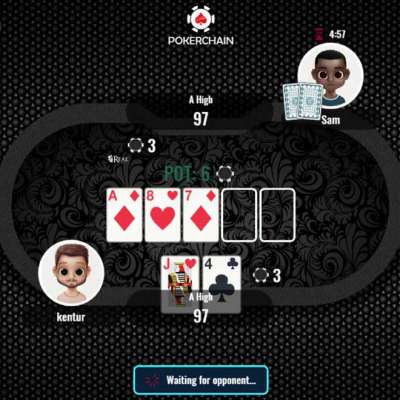 POKERCHAIN
4:57
A High
97
Sam
3
REAL
POT: 6
A
8
7
J
4
3
A High
97
kentur
Waiting for opponent...